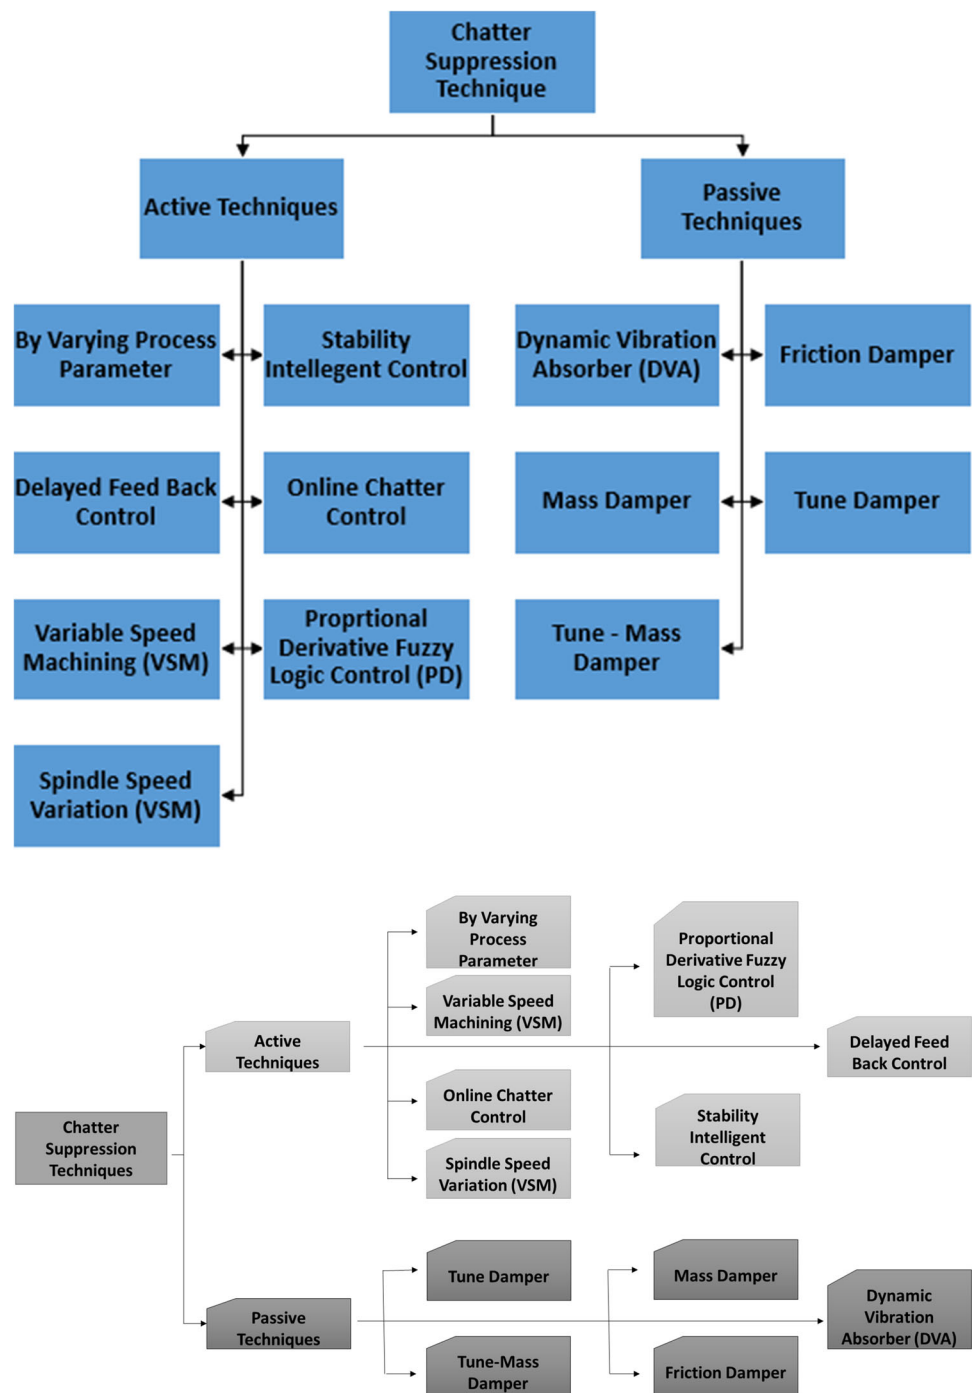 Chatter
Suppression
Technique
Active Techniques
Passive
Techniques
By Varying Process
Parameter
Stability
Intellegent Control
Dynamic Vibration
Absorber (DVA)
Friction Damper
Delayed Feed Back
Control
Online Chatter
Control
Mass Damper
Tune Damper
Variable Speed
Machining (VSM)
Proprtional
Derivative Fuzzy
Logic Control (PD)
Tune - Mass
Damper
Spindle Speed
Variation (VSM)
Chatter
Suppression
Techniques
Active
Techniques
By Varying
Process
Parameter
Variable Speed
Machining (VSM)
Online Chatter
Control
Spindle Speed
Variation (VSM)
Proportional
Derivative Fuzzy
Logic Control
(PD)
Stability
Intelligent
Control
Delayed Feed
Back Control
Passive
Techniques
Tune Damper
Tune-Mass
Damper
Mass Damper
Friction Damper
Dynamic
Vibration
Absorber (DVA)